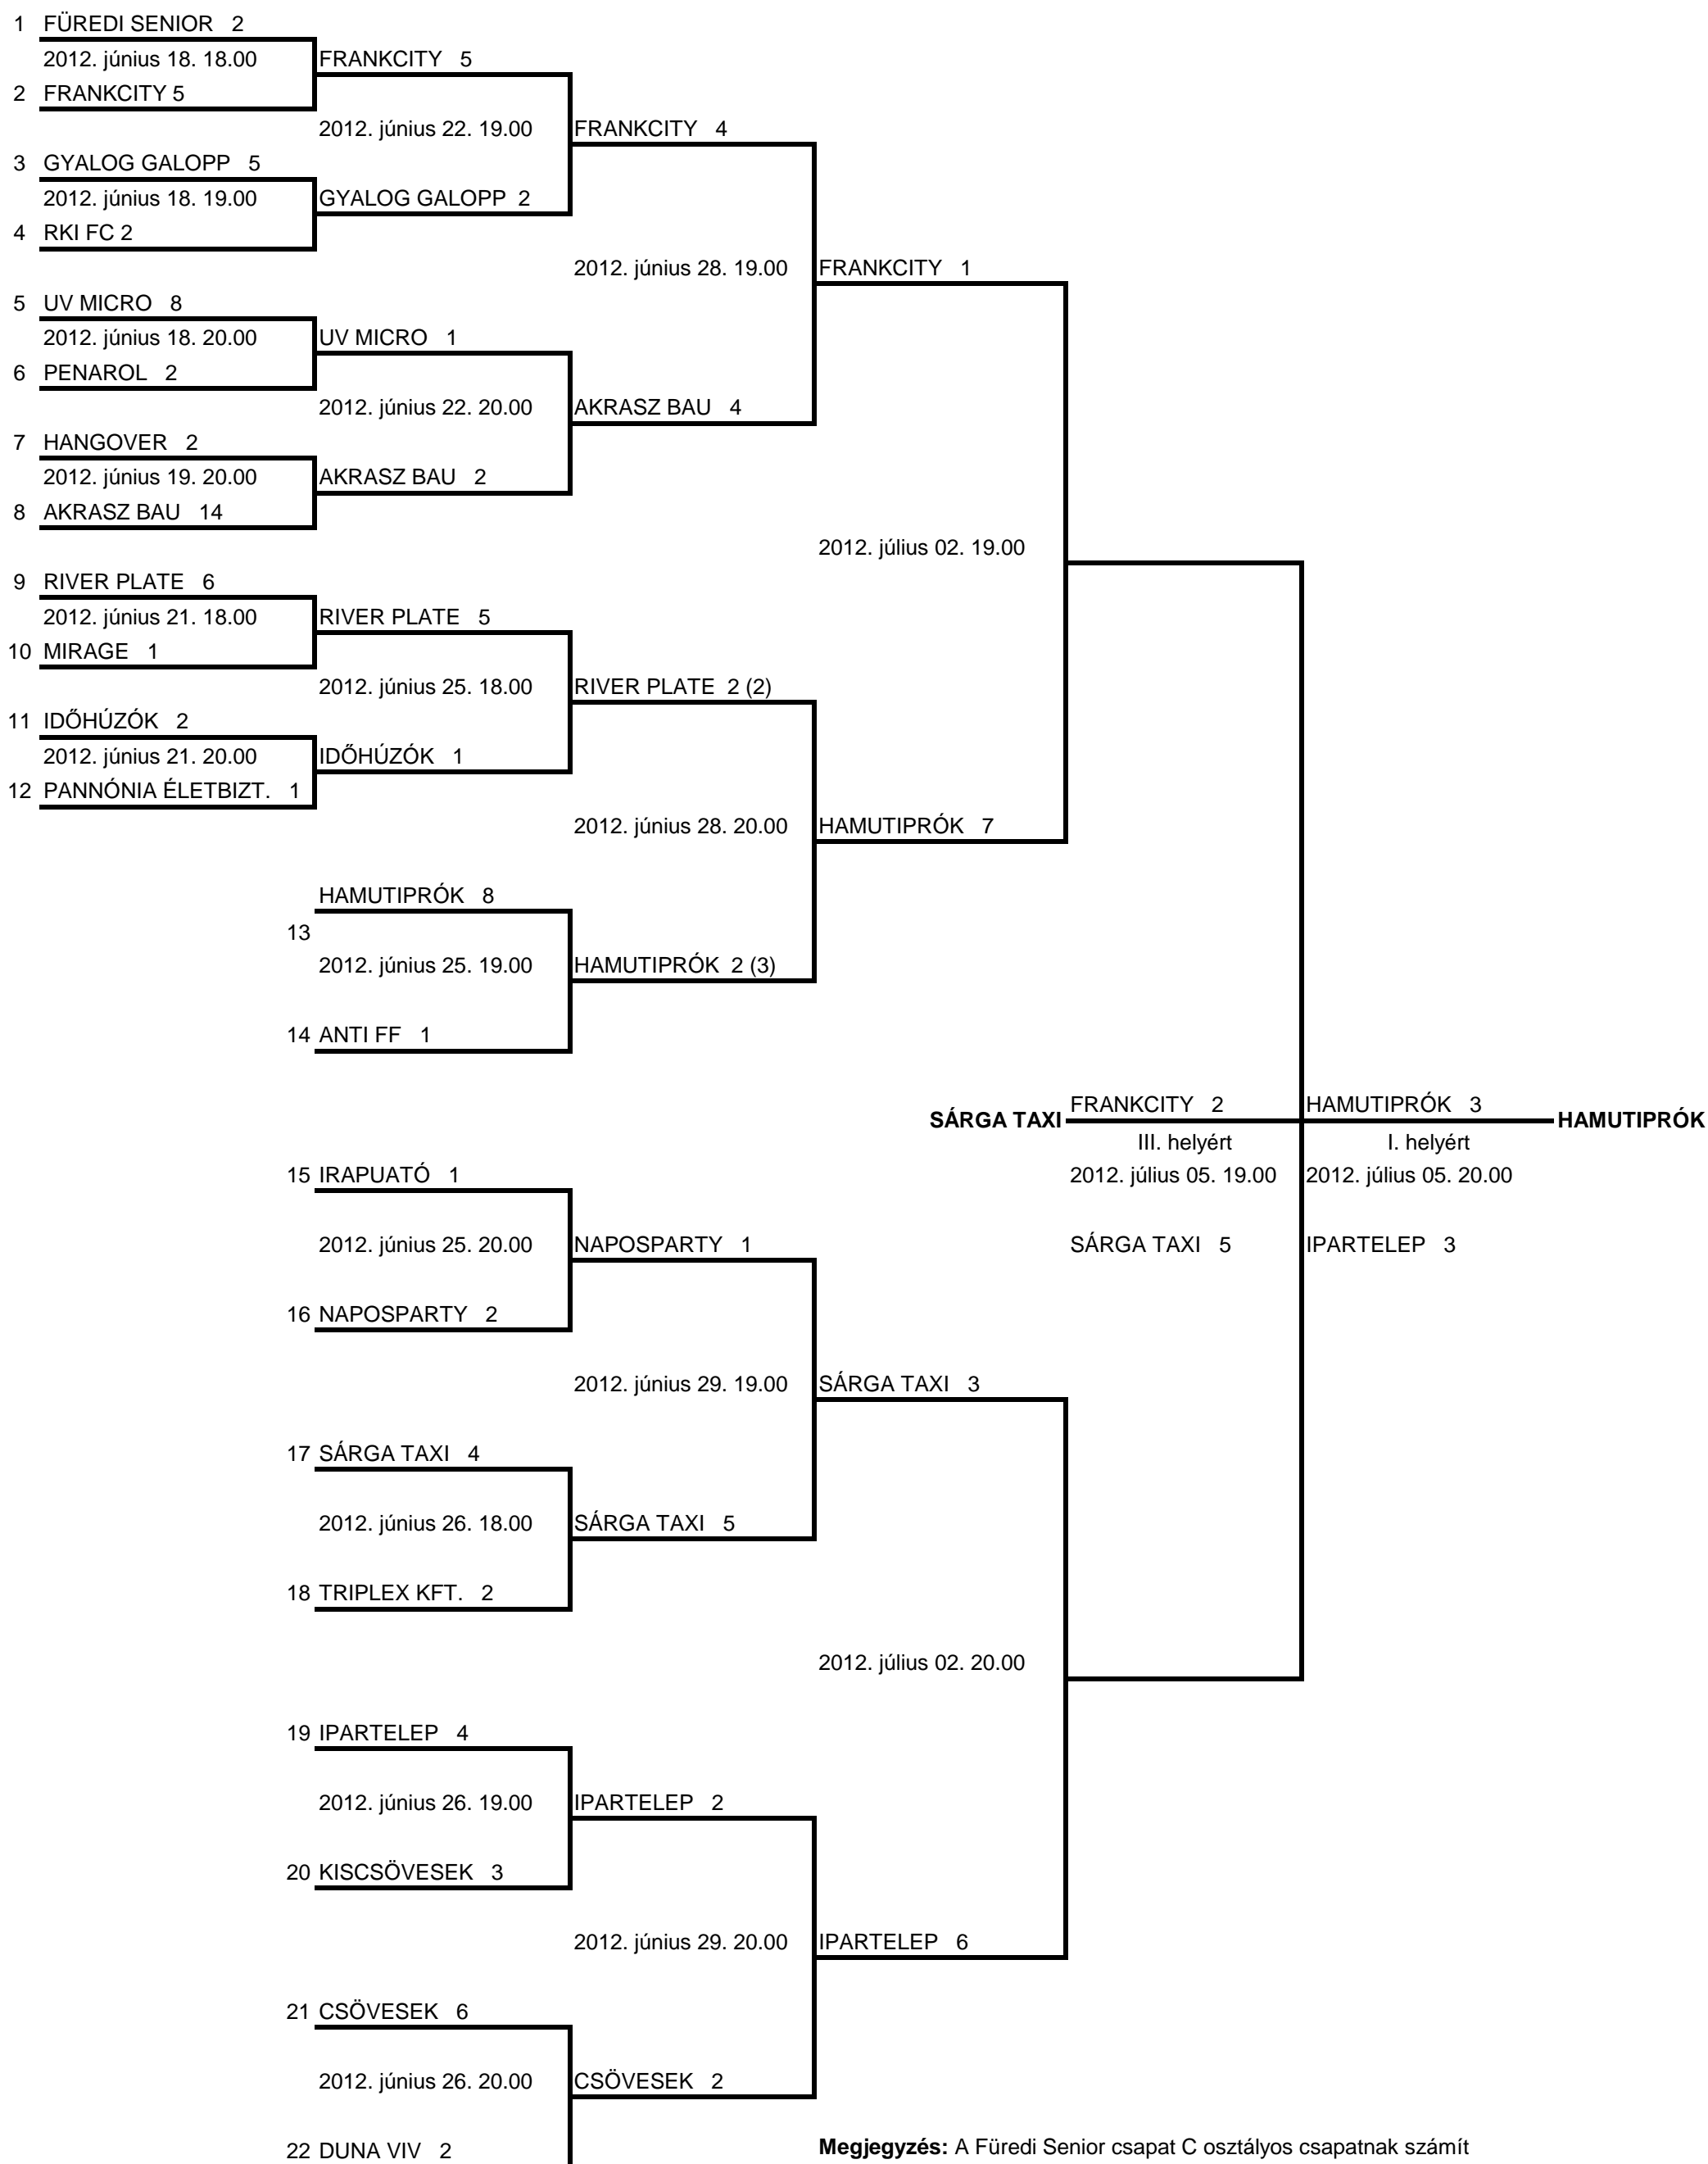 1 FÜREDI SENIOR 2
2012. június 18. 18.00
FRANKCITY 5
2 FRANKCITY 5
2012. június 22. 19.00
FRANKCITY 4
3 GYALOG GALOPP 5
2012. június 18. 19.00
GYALOG GALOPP 2
4 RKI FC 2
2012. június 28. 19.00
FRANKCITY 1
5 UV MICRO 8
2012. június 18. 20.00
UV MICRO 1
6 PENAROL 2
2012. június 22. 20.00
AKRASZ BAU 4
7 HANGOVER 2
2012. június 19. 20.00
AKRASZ BAU 2
8 AKRASZ BAU 14
2012. július 02. 19.00
9 RIVER PLATE 6
2012. június 21. 18.00
RIVER PLATE 5
10 MIRAGE 1
2012. június 25. 18.00
RIVER PLATE 2 (2)
11 IDŐHÚZÓK 2
2012. június 21. 20.00
IDŐHÚZÓK 1
12 PANNÓNIA ÉLETBIZT. 1
2012. június 28. 20.00
HAMUTIPRÓK 7
HAMUTIPRÓK 8
13
2012. június 25. 19.00
HAMUTIPRÓK 2 (3)
14 ANTI FF 1
SÁRGA TAXI
FRANKCITY 2
HAMUTIPRÓK 3
HAMUTIPRÓK
III. helyért
I. helyért
15 IRAPUATÓ 1
2012. július 05. 19.00
2012. július 05. 20.00
2012. június 25. 20.00
NAPOSPARTY 1
SÁRGA TAXI 5
IPARTELEP 3
16 NAPOSPARTY 2
2012. június 29. 19.00
SÁRGA TAXI 3
17 SÁRGA TAXI 4
2012. június 26. 18.00
SÁRGA TAXI 5
18 TRIPLEX KFT. 2
2012. július 02. 20.00
19 IPARTELEP 4
2012. június 26. 19.00
IPARTELEP 2
20 KISCSÖVESEK 3
2012. június 29. 20.00
IPARTELEP 6
21 CSÖVESEK 6
2012. június 26. 20.00
CSÖVESEK 2
22 DUNA VIV 2
Megjegyzés: A Füredi Senior csapat C osztályos csapatnak számít